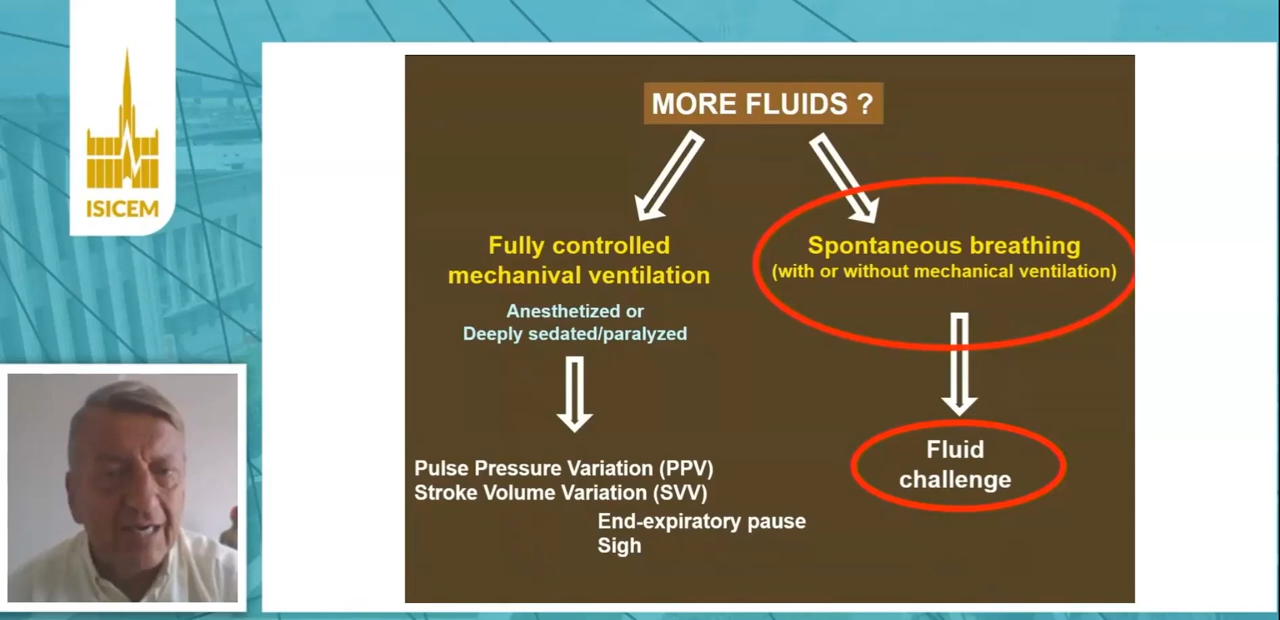 ISICEM
MORE FLUIDS ?
Fully controlled
mechanival ventilation
Anesthetized or
Deeply sedated/paralyzed
Pulse Pressure Variation (PPV)
Stroke Volume Variation (SVV)
End-expiratory pause
Sigh
Spontaneous breathing
(with or without mechanical ventilation)
Fluid
challenge